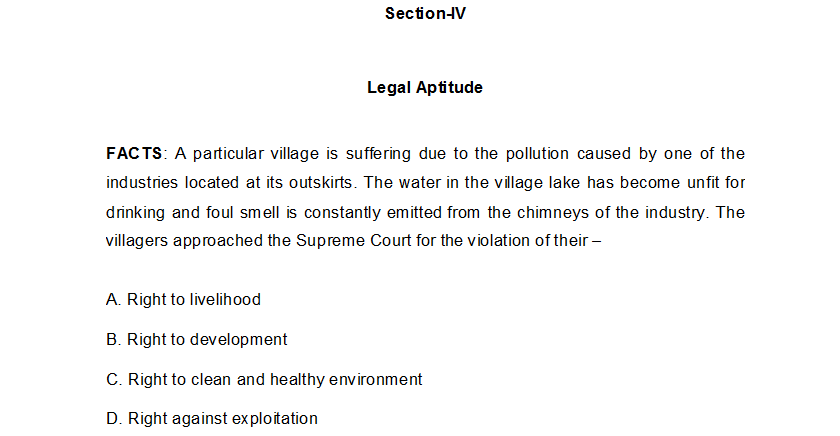 Section-IV
Legal Aptitude
FACTS: A particular village is suffering due to the pollution caused by one of the
industries located at its outskirts. The water in the village lake has become unfit for
drinking and foul smell is constantly emitted from the chimneys of the industry. The
villagers approached the Supreme Court for the violation of their –
A. Right to livelihood
B. Right to development
C. Right to clean and healthy environment
D. Right against exploitation